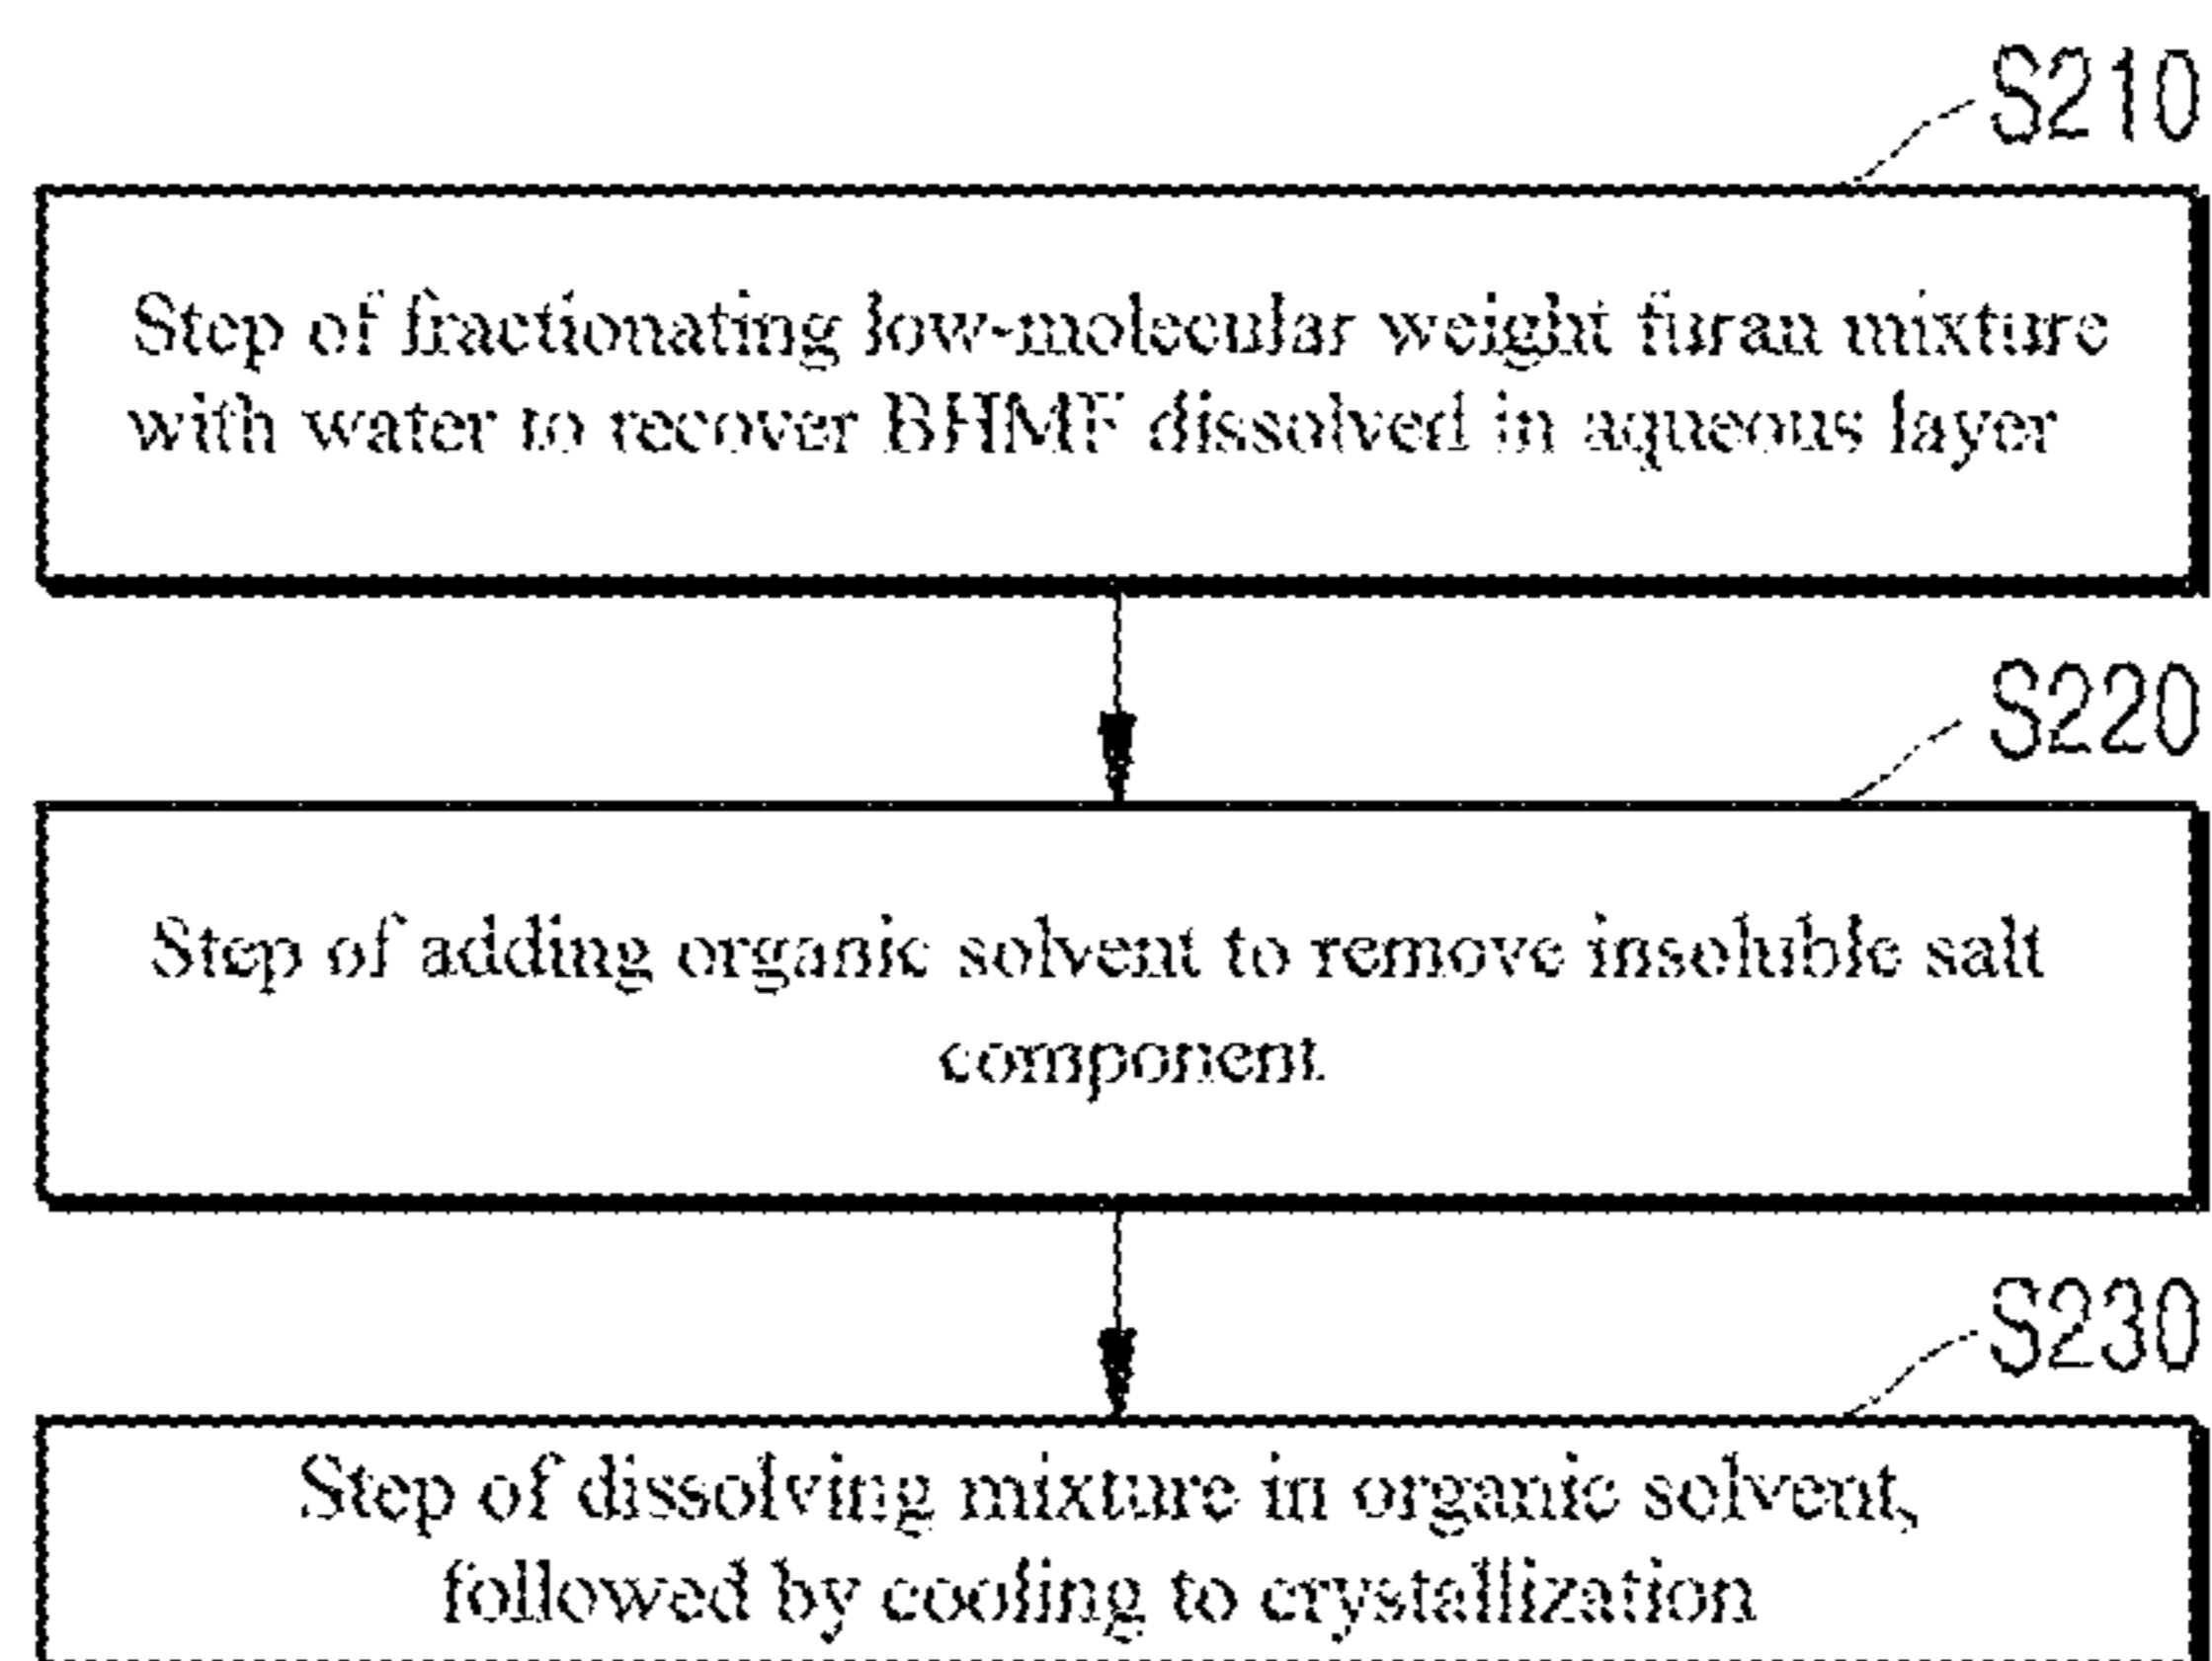 S210
Step of fractionating low-molecular weight furan mixture
with water to recover BHMF dissolved in aqueous layer
S220
Step of adding organic solvent to remove insoluble salt
component
S230
Step of dissolving mixture in organic solvent,
followed by cooling to crystallization